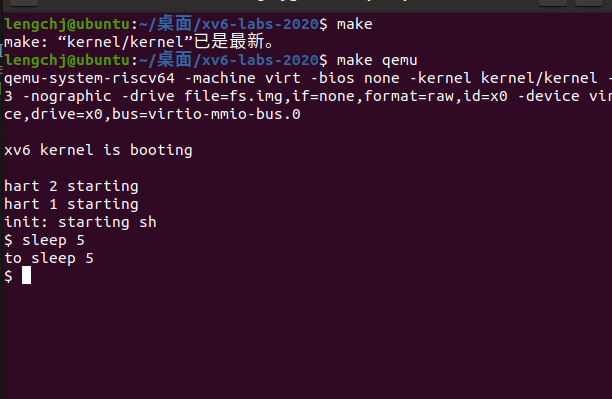 lengchj@ubuntu:~/桌面/xv6-labs-2020$ make
make: “kernel/kernel”已是最新。
lengchj@ubuntu:~/桌面/xv6-labs-2020$ make qemu
qemu-system-riscv64 -machine virt -bios none -kernel kernel/kernel -
3 -nographic -drive file=fs.img,if=none,format=raw,id=x0 -device vir
ce,drive=x0,bus=virtio-mmio-bus.0
xv6 kernel is booting
hart 2 starting
hart 1 starting
init: starting sh
$ sleep 5
to sleep 5
$